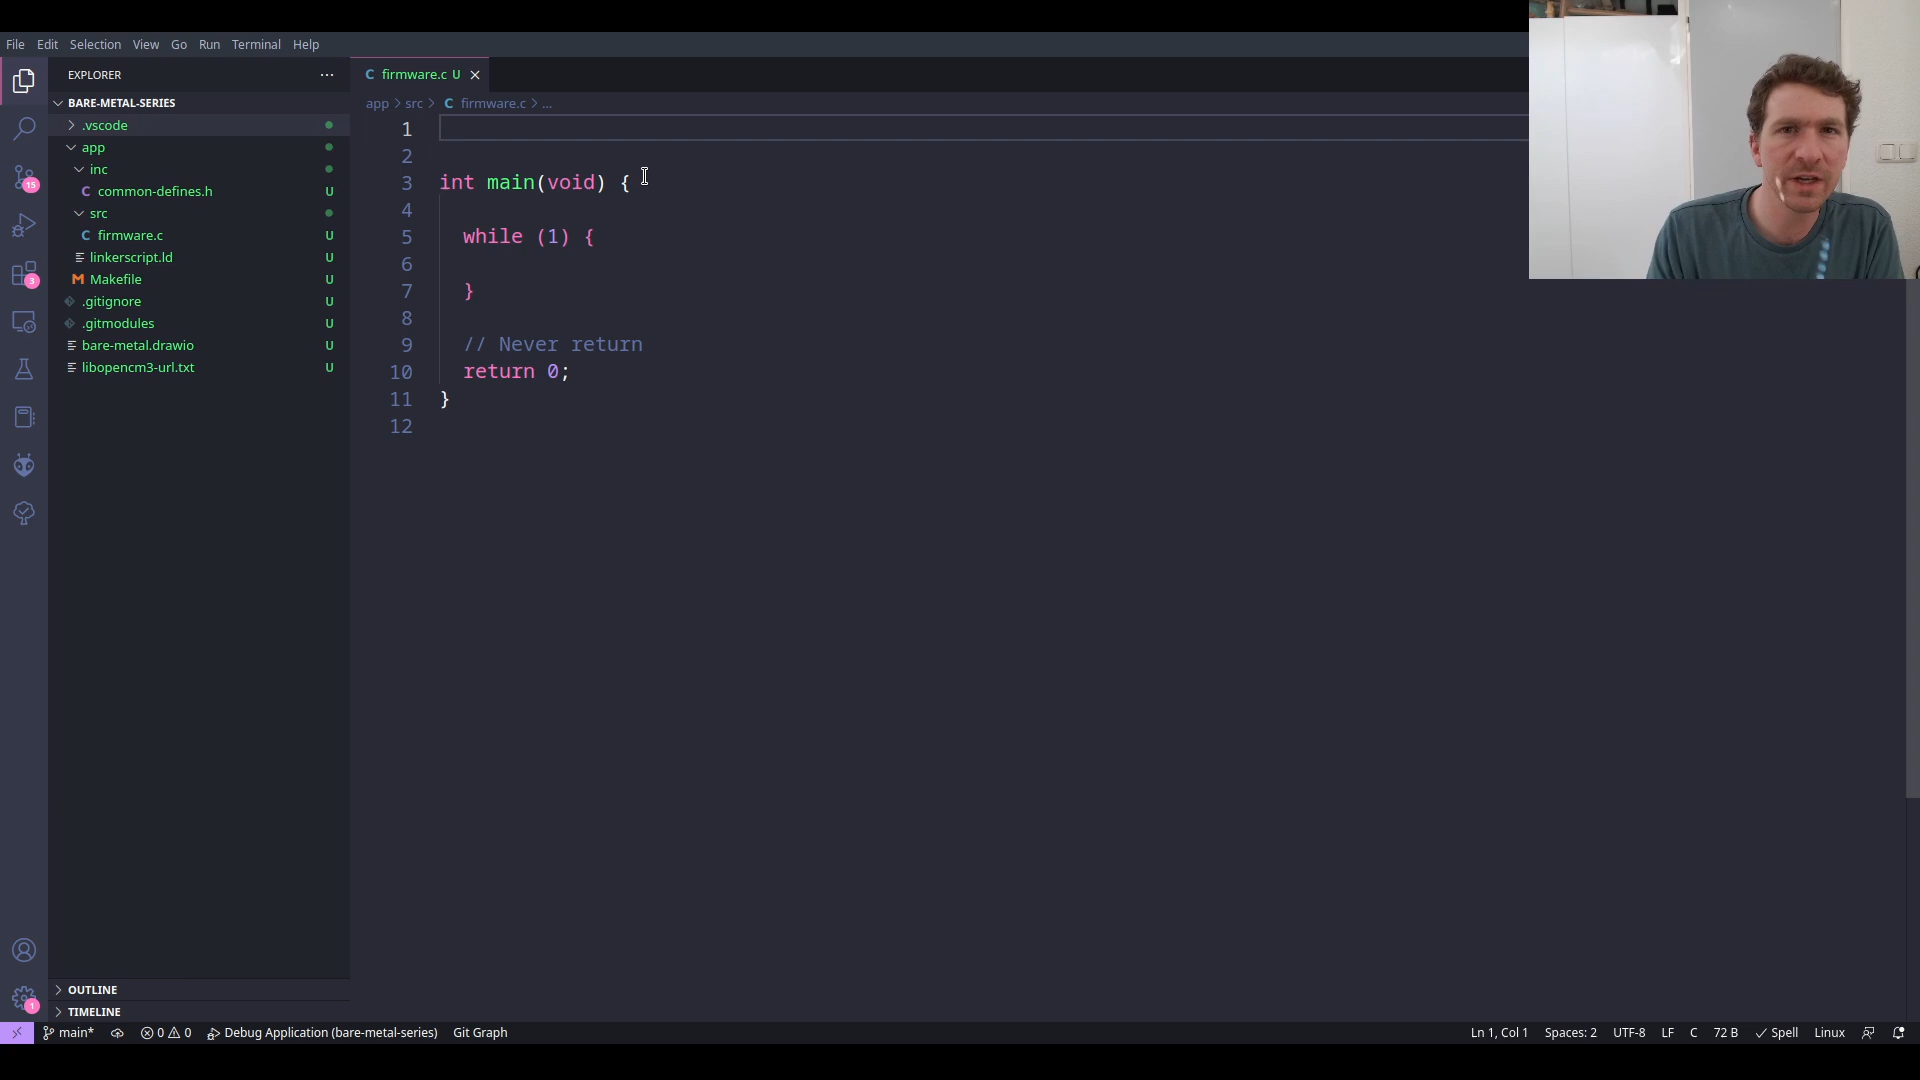 File Edit Selection View Go Run Terminal Help
EXPLORER
BARE-METAL-SERIES
.vscode
app
inc
C common-defines.h U
src
C firmware.c U
linkerscript.ld U
M Makefile U
.gitignore U
.gitmodules U
bare-metal.drawio U
libopencm3-url.txt U
OUTLINE
TIMELINE
15
3
1
C firmware.c U
app > src > C firmware.c > ...
1
2
3 int main(void) {
4
5 while (1) {
6
7 }
8
9 // Never return
10 return 0;
11 }
12
main* 0 0 Debug Application (bare-metal-series) Git Graph Ln 1, Col 1 Spaces: 2 UTF-8 LF C 72 B Spell Linux